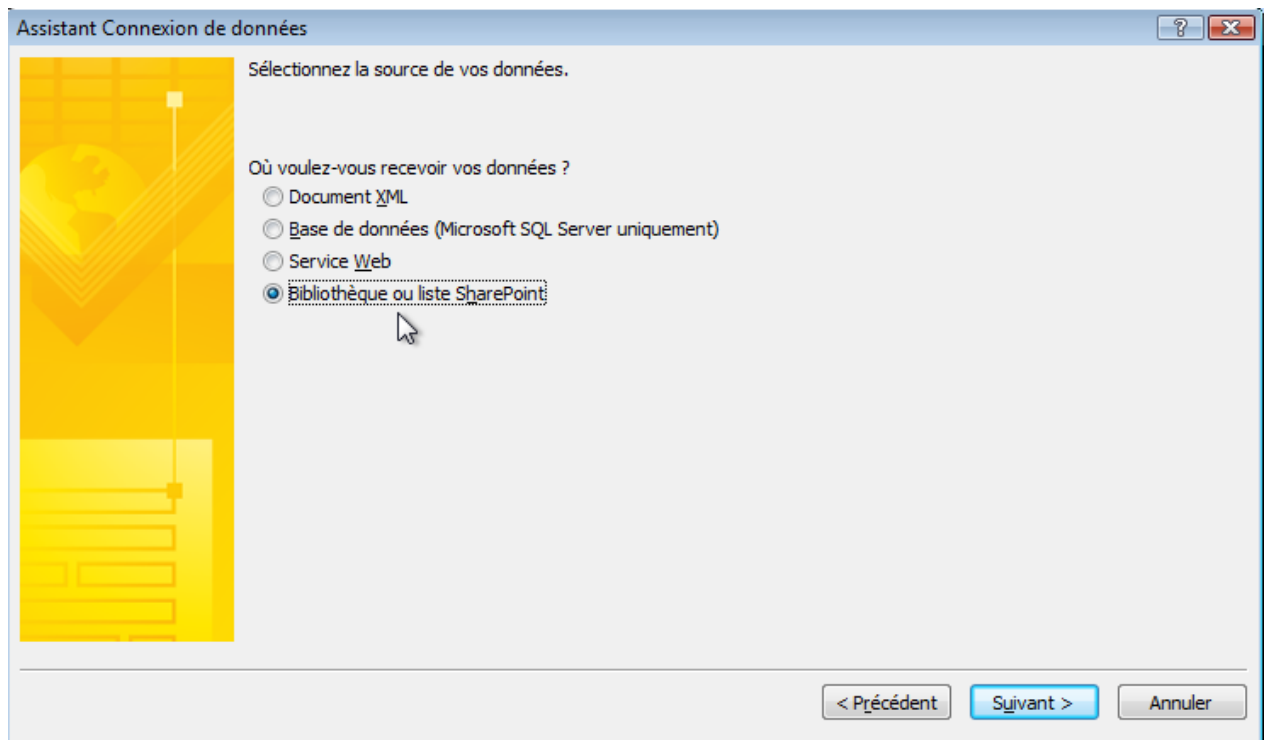 Assistant Connexion de données
Sélectionnez la source de vos données.
Où voulez-vous recevoir vos données ?
Document XML
Base de données (Microsoft SQL Server uniquement)
Service Web
Bibliothèque ou liste SharePoint
< Précédent
Suivant >
Annuler